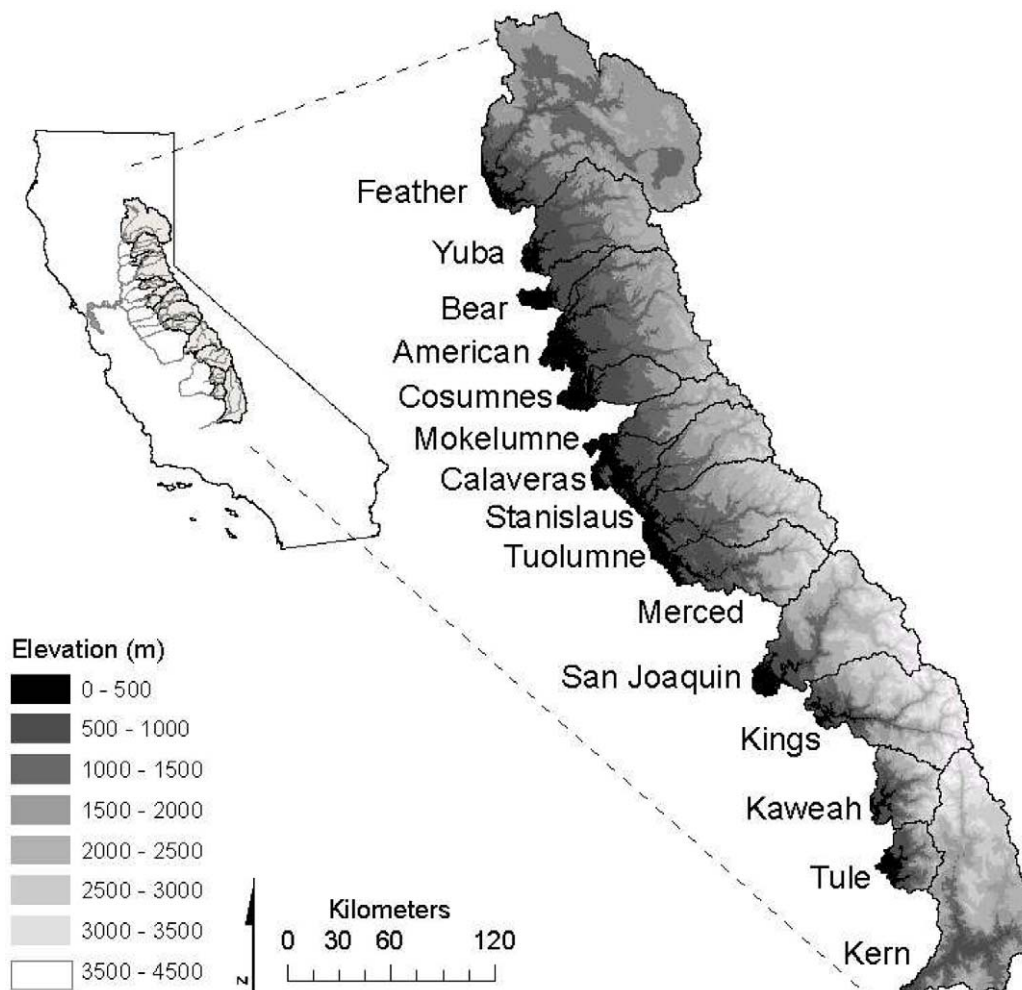 Feather
Yuba
Bear
American
Cosumnes
Mokelumne
Calaveras
Stanislaus
Tuolumne
Merced
San Joaquin
Kings
Kaweah
Tule
Kern
Elevation (m)
0 - 500
500 - 1000
1000 - 1500
1500 - 2000
2000 - 2500
2500 - 3000
3000 - 3500
3500 - 4500
N
Kilometers
0 30 60 120